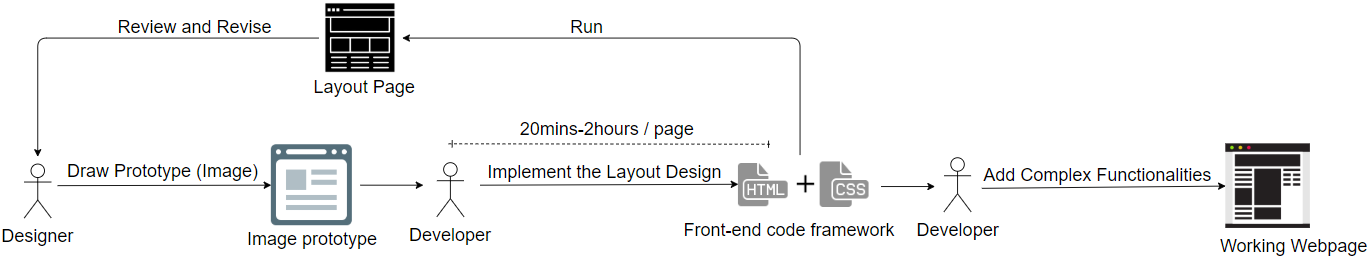 Review and Revise
Run
Layout Page
20mins-2hours / page
Draw Prototype (Image)
Implement the Layout Design
HTML
+
CSS
Add Complex Functionalities
Designer
Image prototype
Developer
Front-end code framework
Developer
Working Webpage